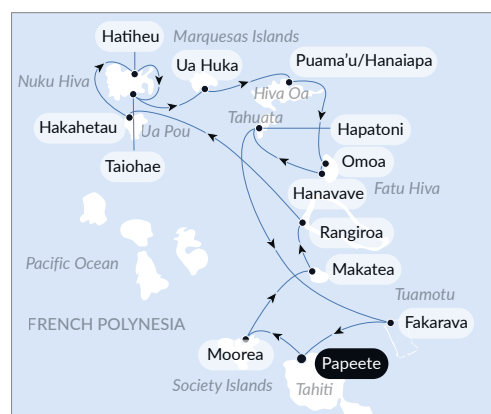 Hatiheu
Marquesas Islands
Ua Huka
Puama'u/Hanaiapa
Nuku Hiva
Hiva Oa
Tahuata
Hakahetau
Ua Pou
Hapatoni
Taiohae
Omoa
Hanavave
Fatu Hiva
Rangiroa
Pacific Ocean
Makatea
Tuamotu
FRENCH POLYNESIA
Fakarava
Moorea
Papeete
Society Islands
Tahiti